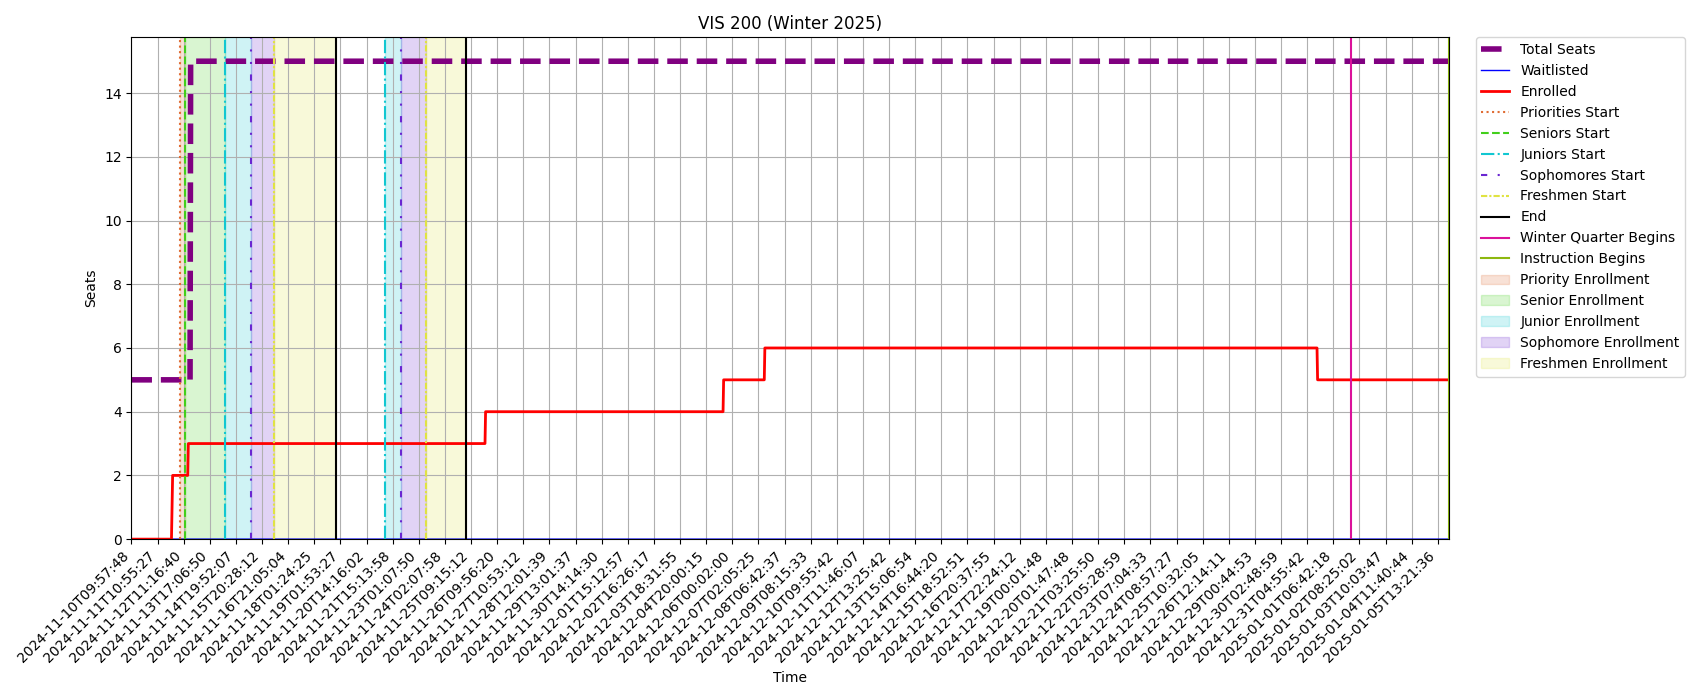 VIS 200 (Winter 2025)
Seats
14
12
10
8
6
4
2
0
2024-11-10T09:57:48
2024-11-11T10:55:27
2024-11-12T11:16:40
2024-11-13T17:06:50
2024-11-14T19:52:07
2024-11-15T20:28:12
2024-11-16T21:05:04
2024-11-18T01:24:25
2024-11-19T01:53:27
2024-11-20T14:16:02
2024-11-21T15:13:58
2024-11-23T01:07:50
2024-11-24T02:07:58
2024-11-25T09:15:12
2024-11-26T09:56:20
2024-11-27T10:53:12
2024-11-28T12:01:39
2024-11-29T13:01:37
2024-11-30T14:14:30
2024-12-01T15:12:57
2024-12-02T16:26:17
2024-12-03T18:31:55
2024-12-04T20:00:15
2024-12-06T00:02:00
2024-12-07T02:05:25
2024-12-08T06:42:37
2024-12-09T08:15:33
2024-12-10T09:55:42
2024-12-11T11:46:07
2024-12-12T13:25:42
2024-12-13T15:06:54
2024-12-14T16:44:20
2024-12-15T18:52:51
2024-12-16T20:37:55
2024-12-17T22:24:12
2024-12-19T00:01:48
2024-12-20T01:47:48
2024-12-21T03:25:50
2024-12-22T05:28:59
2024-12-23T07:04:33
2024-12-24T08:57:27
2024-12-25T10:32:05
2024-12-26T12:14:11
2024-12-29T00:44:53
2024-12-30T02:48:59
2024-12-31T04:55:42
2025-01-01T06:42:18
2025-01-02T08:25:02
2025-01-03T10:03:47
2025-01-04T11:40:44
2025-01-05T13:21:36
Time
Total Seats
Waitlisted
Enrolled
Priorities Start
Seniors Start
Juniors Start
Sophomores Start
Freshmen Start
End
Winter Quarter Begins
Instruction Begins
Priority Enrollment
Senior Enrollment
Junior Enrollment
Sophomore Enrollment
Freshmen Enrollment